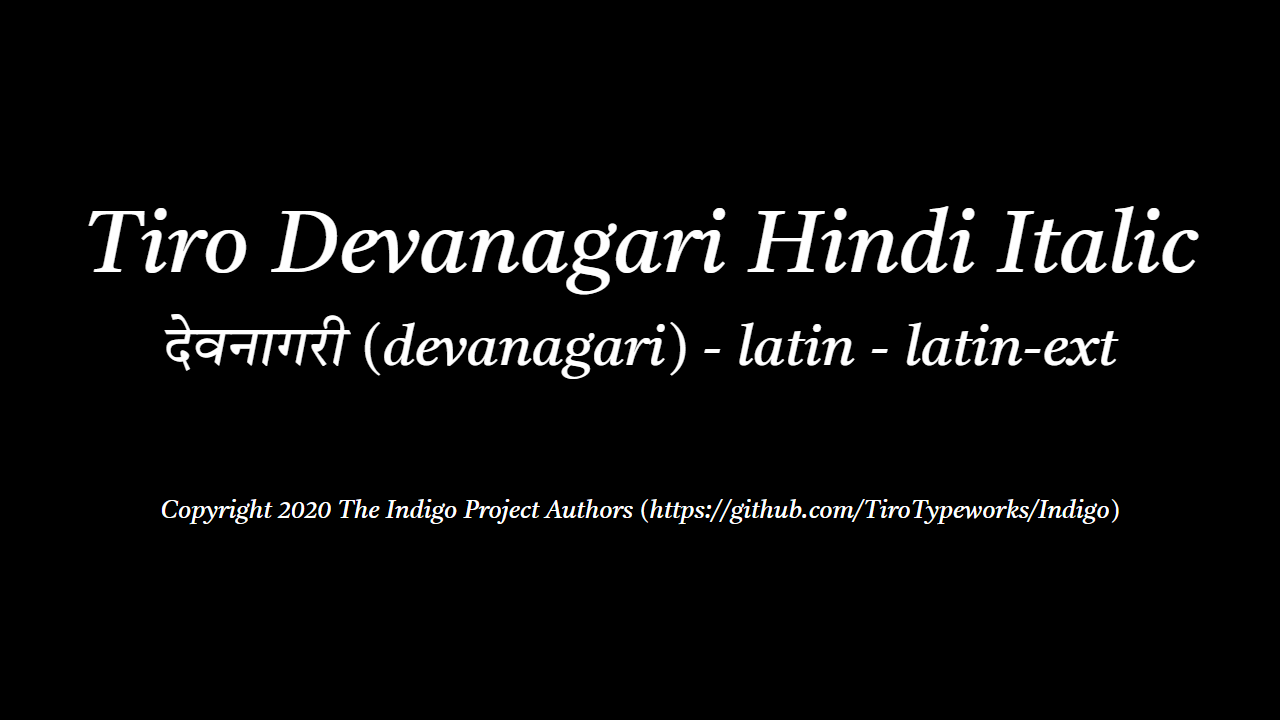 Tiro Devanagari Hindi Italic
देवनागरी (devanagari) - latin - latin-ext
Copyright 2020 The Indigo Project Authors (https://github.com/TiroTypeworks/Indigo)